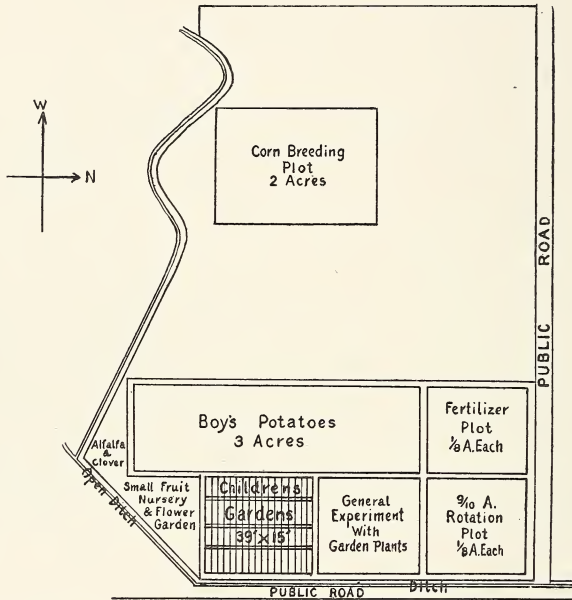 W
N
Corn Breeding
Plot
2 Acres
PUBLIC ROAD
Boy's Potatoes
3 Acres
Fertilizer
Plot
⅛ A.Each
Alfalfa
&
Clover
Open Ditch
Small Fruit
Nursery
& Flower
Garden
Childrens
Gardens
39'x15'
General
Experiment
With
Garden Plants
9/10 A.
Rotation
Plot
⅛ A.Each
PUBLIC ROAD
Ditch